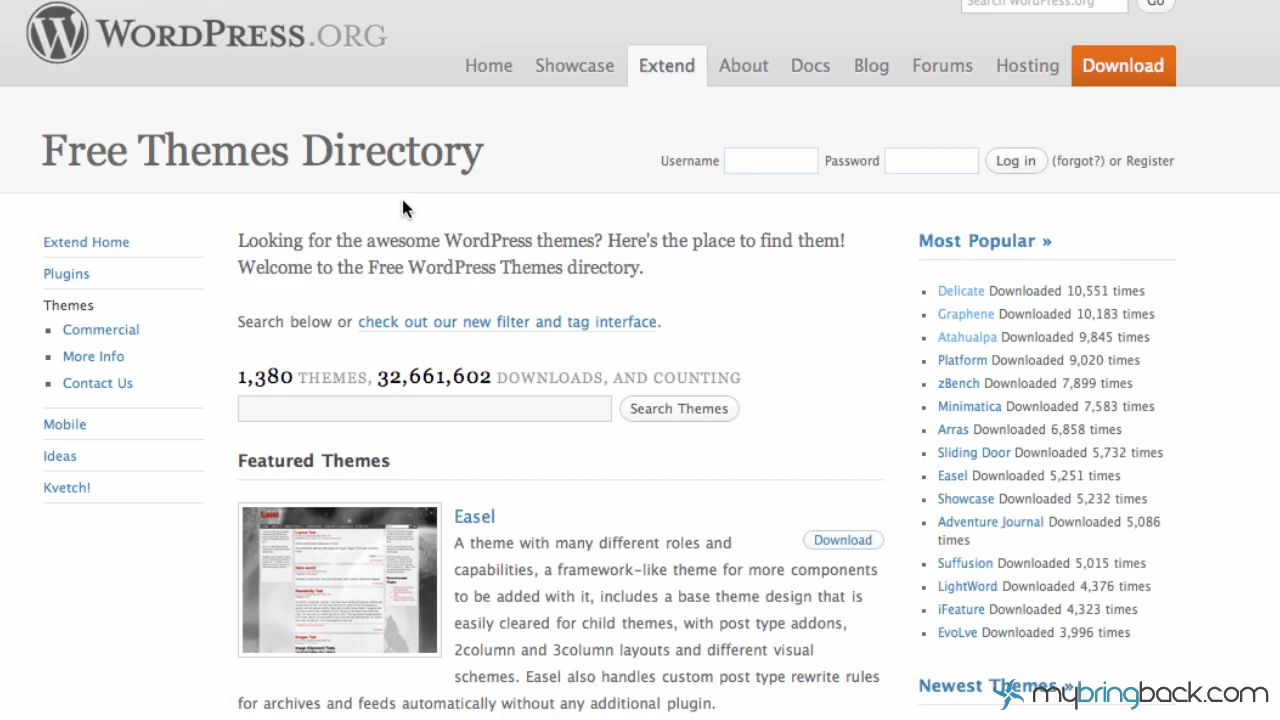 Search WordPress.org
Go
WORDPRESS.ORG
Home Showcase Extend About Docs Blog Forums Hosting Download
Free Themes Directory
Username Password Log in (forgot?) or Register
Extend Home
Plugins
Themes
Commercial
More Info
Contact Us
Mobile
Ideas
Kvetch!
Looking for the awesome WordPress themes? Here's the place to find them!
Welcome to the Free WordPress Themes directory.
Search below or check out our new filter and tag interface.
1,380 THEMES, 32,661,602 DOWNLOADS, AND COUNTING
Search Themes
Featured Themes
Easel
Download
A theme with many different roles and
capabilities, a framework-like theme for more components
to be added with it, includes a base theme design that is
easily cleared for child themes, with post type addons,
2column and 3column layouts and different visual
schemes. Easel also handles custom post type rewrite rules
for archives and feeds automatically without any additional plugin.
Most Popular »
Delicate Downloaded 10,551 times
Graphene Downloaded 10,183 times
Atahualpa Downloaded 9,845 times
Platform Downloaded 9,020 times
zBench Downloaded 7,899 times
Minimatica Downloaded 7,583 times
Arras Downloaded 6,858 times
Sliding Door Downloaded 5,732 times
Easel Downloaded 5,251 times
Showcase Downloaded 5,232 times
Adventure Journal Downloaded 5,086
times
Suffusion Downloaded 5,015 times
LightWord Downloaded 4,376 times
iFeature Downloaded 4,323 times
EvoLve Downloaded 3,996 times
Newest Themes »
mybringback.com